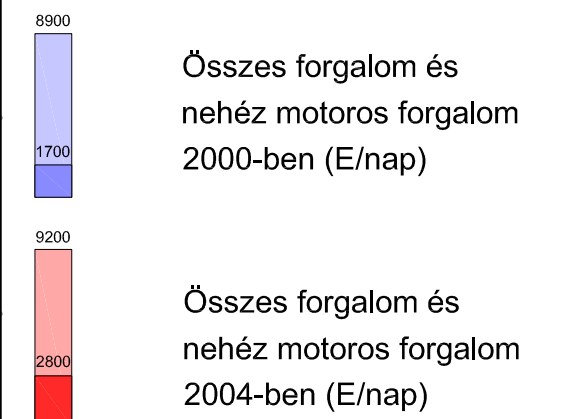 8900
Összes forgalom és
nehéz motoros forgalom
1700
2000-ben (E/nap)
9200
Összes forgalom és
nehéz motoros forgalom
2800
2004-ben (E/nap)